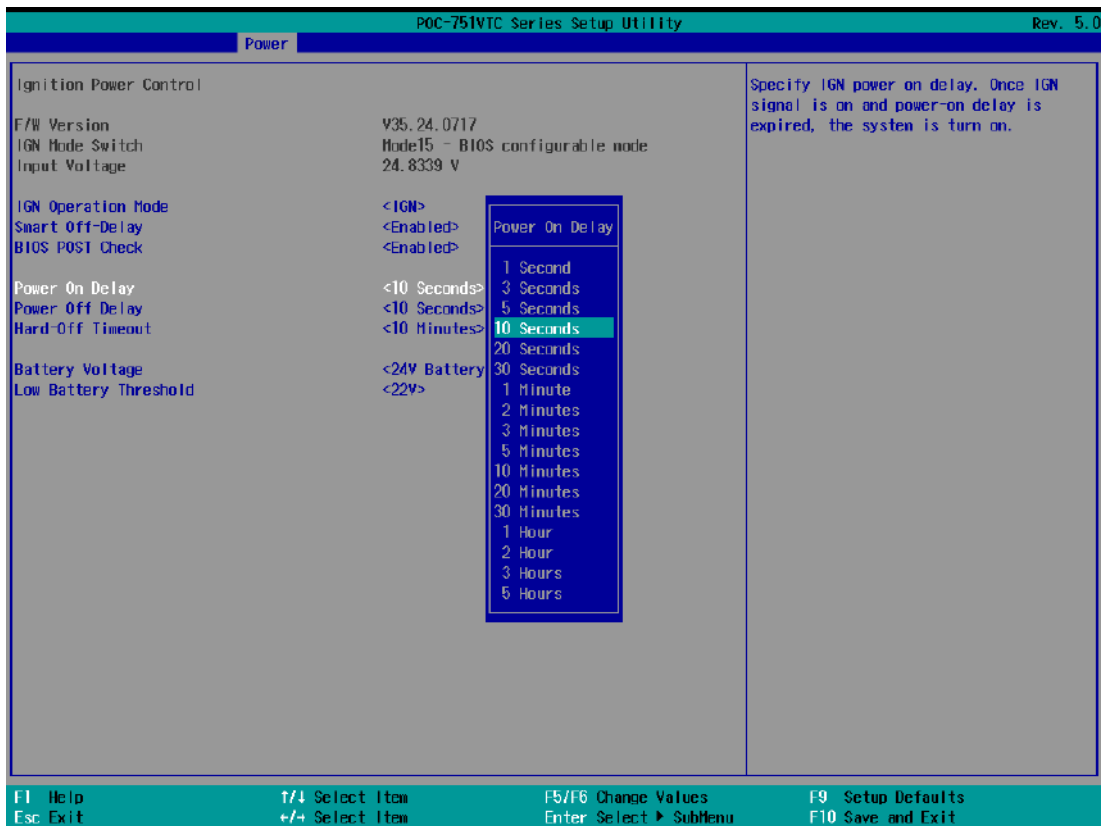 POC-751VTC Series Setup Utility Rev. 5.0
Power
Ignition Power Control
F/W Version V35.24.0717
IGN Mode Switch Mode15 - BIOS configurable mode
Input Voltage 24.8339 V
IGN Operation Mode <IGN>
Smart Off-Delay <Enabled>
BIOS POST Check <Enabled>
Power On Delay <10 Seconds>
Power Off Delay <10 Seconds>
Hard-Off Timeout <10 Minutes>
Battery Voltage <24V Battery
Low Battery Threshold <22V>
Power On Delay
1 Second
3 Seconds
5 Seconds
10 Seconds
20 Seconds
30 Seconds
1 Minute
2 Minutes
3 Minutes
5 Minutes
10 Minutes
20 Minutes
30 Minutes
1 Hour
2 Hour
3 Hours
5 Hours
Specify IGN power on delay. Once IGN
signal is on and power-on delay is
expired, the systen is turn on.
F1 Help ↑/↓ Select Item F5/F6 Change Values F9 Setup Defaults
Esc Exit ←/→ Select Item Enter Select ▶ SubMenu F10 Save and Exit